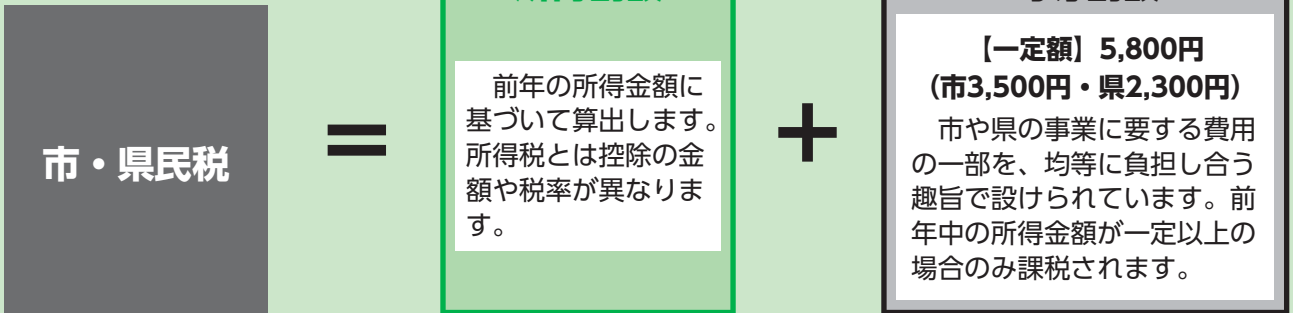 市・県民税
=
前年の所得金額に
基づいて算出します。
所得税とは控除の金
額や税率が異なりま
す。
+
【一定額】5,800円
（市3,500円・県2,300円）
市や県の事業に要する費用
の一部を、均等に負担し合う
趣旨で設けられています。前
年中の所得金額が一定以上の
場合のみ課税されます。